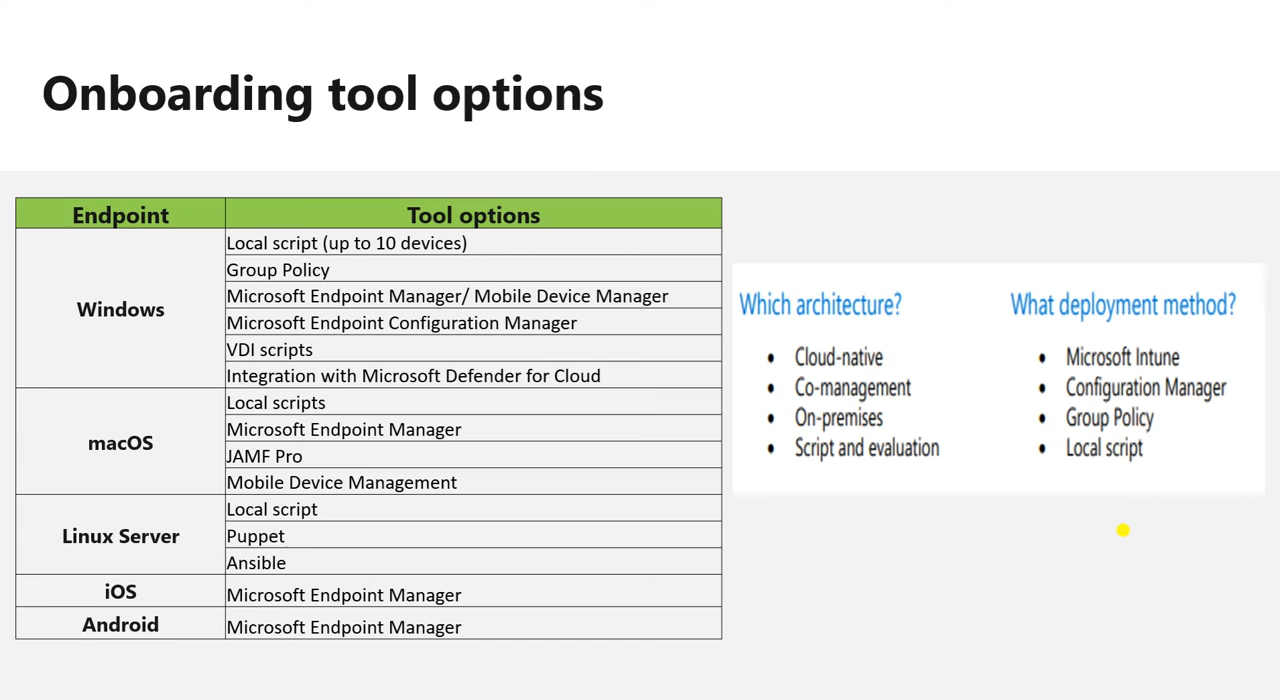 Onboarding tool options
Endpoint
Tool options
Windows
Local script (up to 10 devices)
Group Policy
Microsoft Endpoint Manager/ Mobile Device Manager
Microsoft Endpoint Configuration Manager
VDI scripts
Integration with Microsoft Defender for Cloud
macOS
Local scripts
Microsoft Endpoint Manager
JAMF Pro
Mobile Device Management
Linux Server
Local script
Puppet
Ansible
iOS
Microsoft Endpoint Manager
Android
Microsoft Endpoint Manager
Which architecture?
• Cloud-native
• Co-management
• On-premises
• Script and evaluation
What deployment method?
• Microsoft Intune
• Configuration Manager
• Group Policy
• Local script